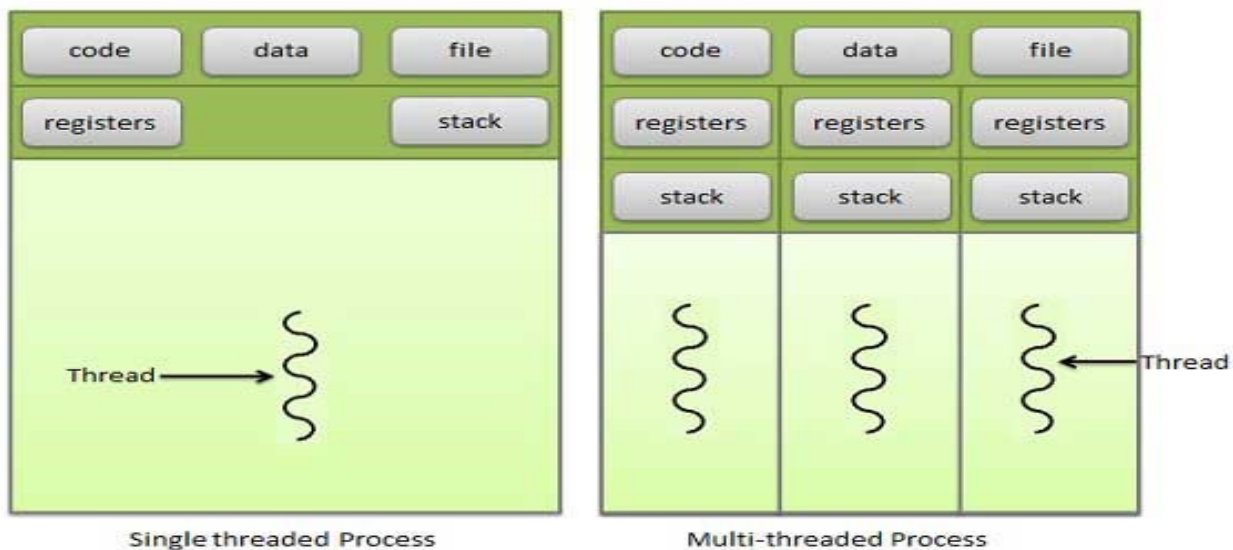 code data file
registers stack
Thread
Single threaded Process
code data file
registers registers registers
stack stack stack
Thread
Multi-threaded Process